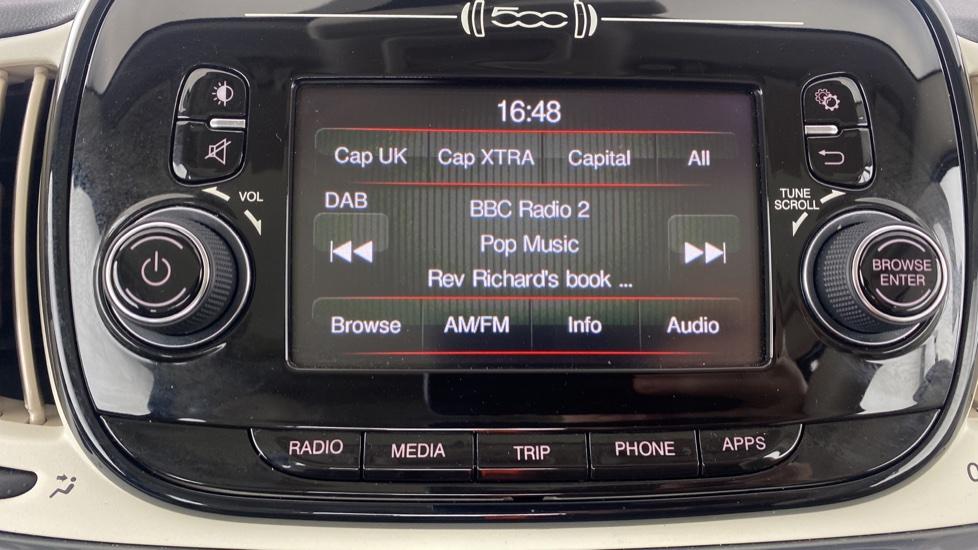 500
16:48
Cap UK Cap XTRA Capital All
DAB
BBC Radio 2
Pop Music
Rev Richard's book ...
Browse AM/FM Info Audio
VOL
TUNE
SCROLL
BROWSE
ENTER
RADIO MEDIA TRIP PHONE APPS
0